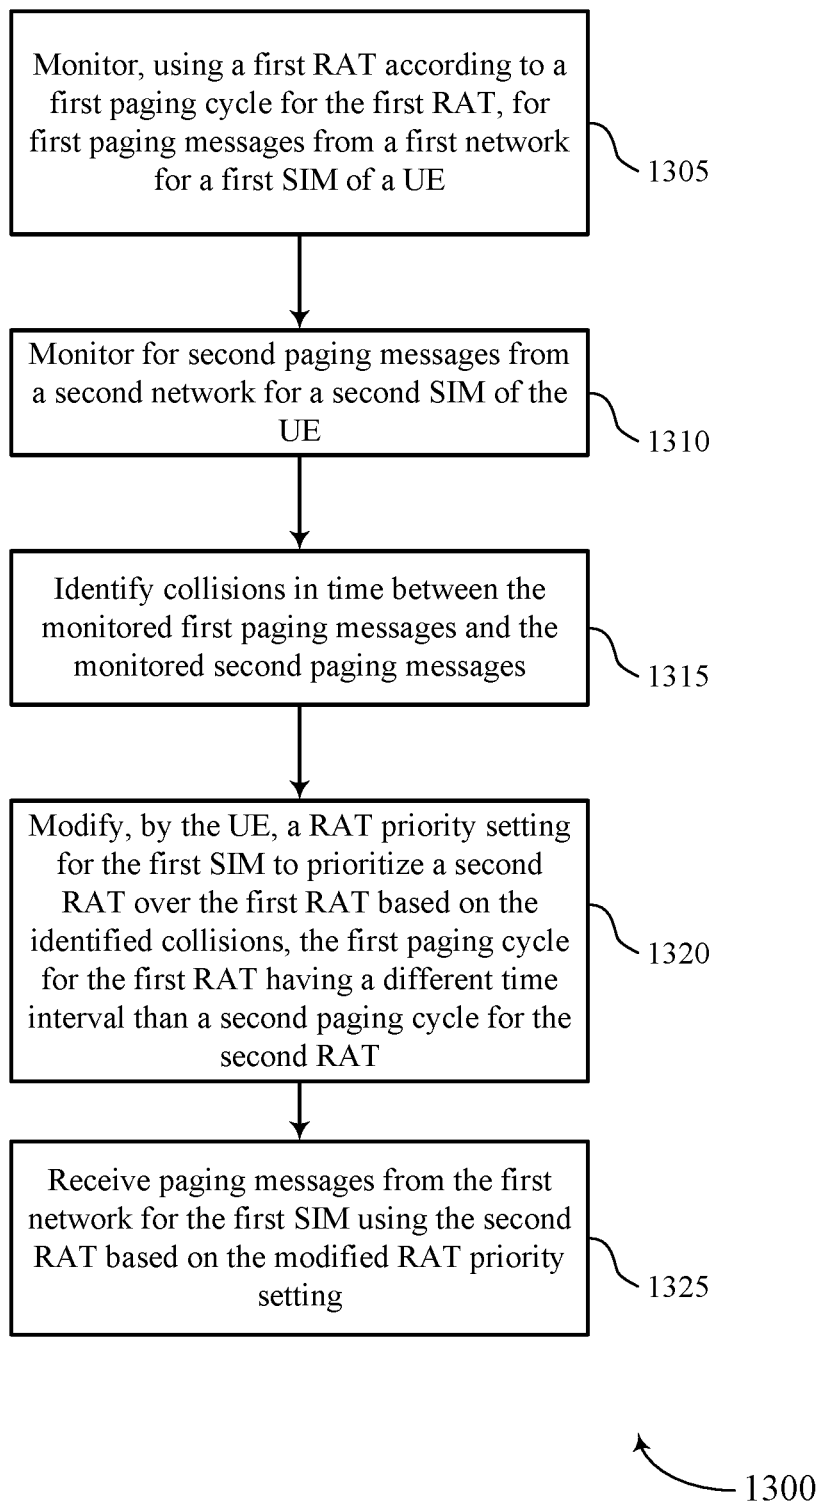 Monitor, using a first RAT according to a
first paging cycle for the first RAT, for
first paging messages from a first network
for a first SIM of a UE
1305
Monitor for second paging messages from
a second network for a second SIM of the
UE
1310
Identify collisions in time between the
monitored first paging messages and the
monitored second paging messages
1315
Modify, by the UE, a RAT priority setting
for the first SIM to prioritize a second
RAT over the first RAT based on the
identified collisions, the first paging cycle
for the first RAT having a different time
interval than a second paging cycle for the
second RAT
1320
Receive paging messages from the first
network for the first SIM using the second
RAT based on the modified RAT priority
setting
1325
1300